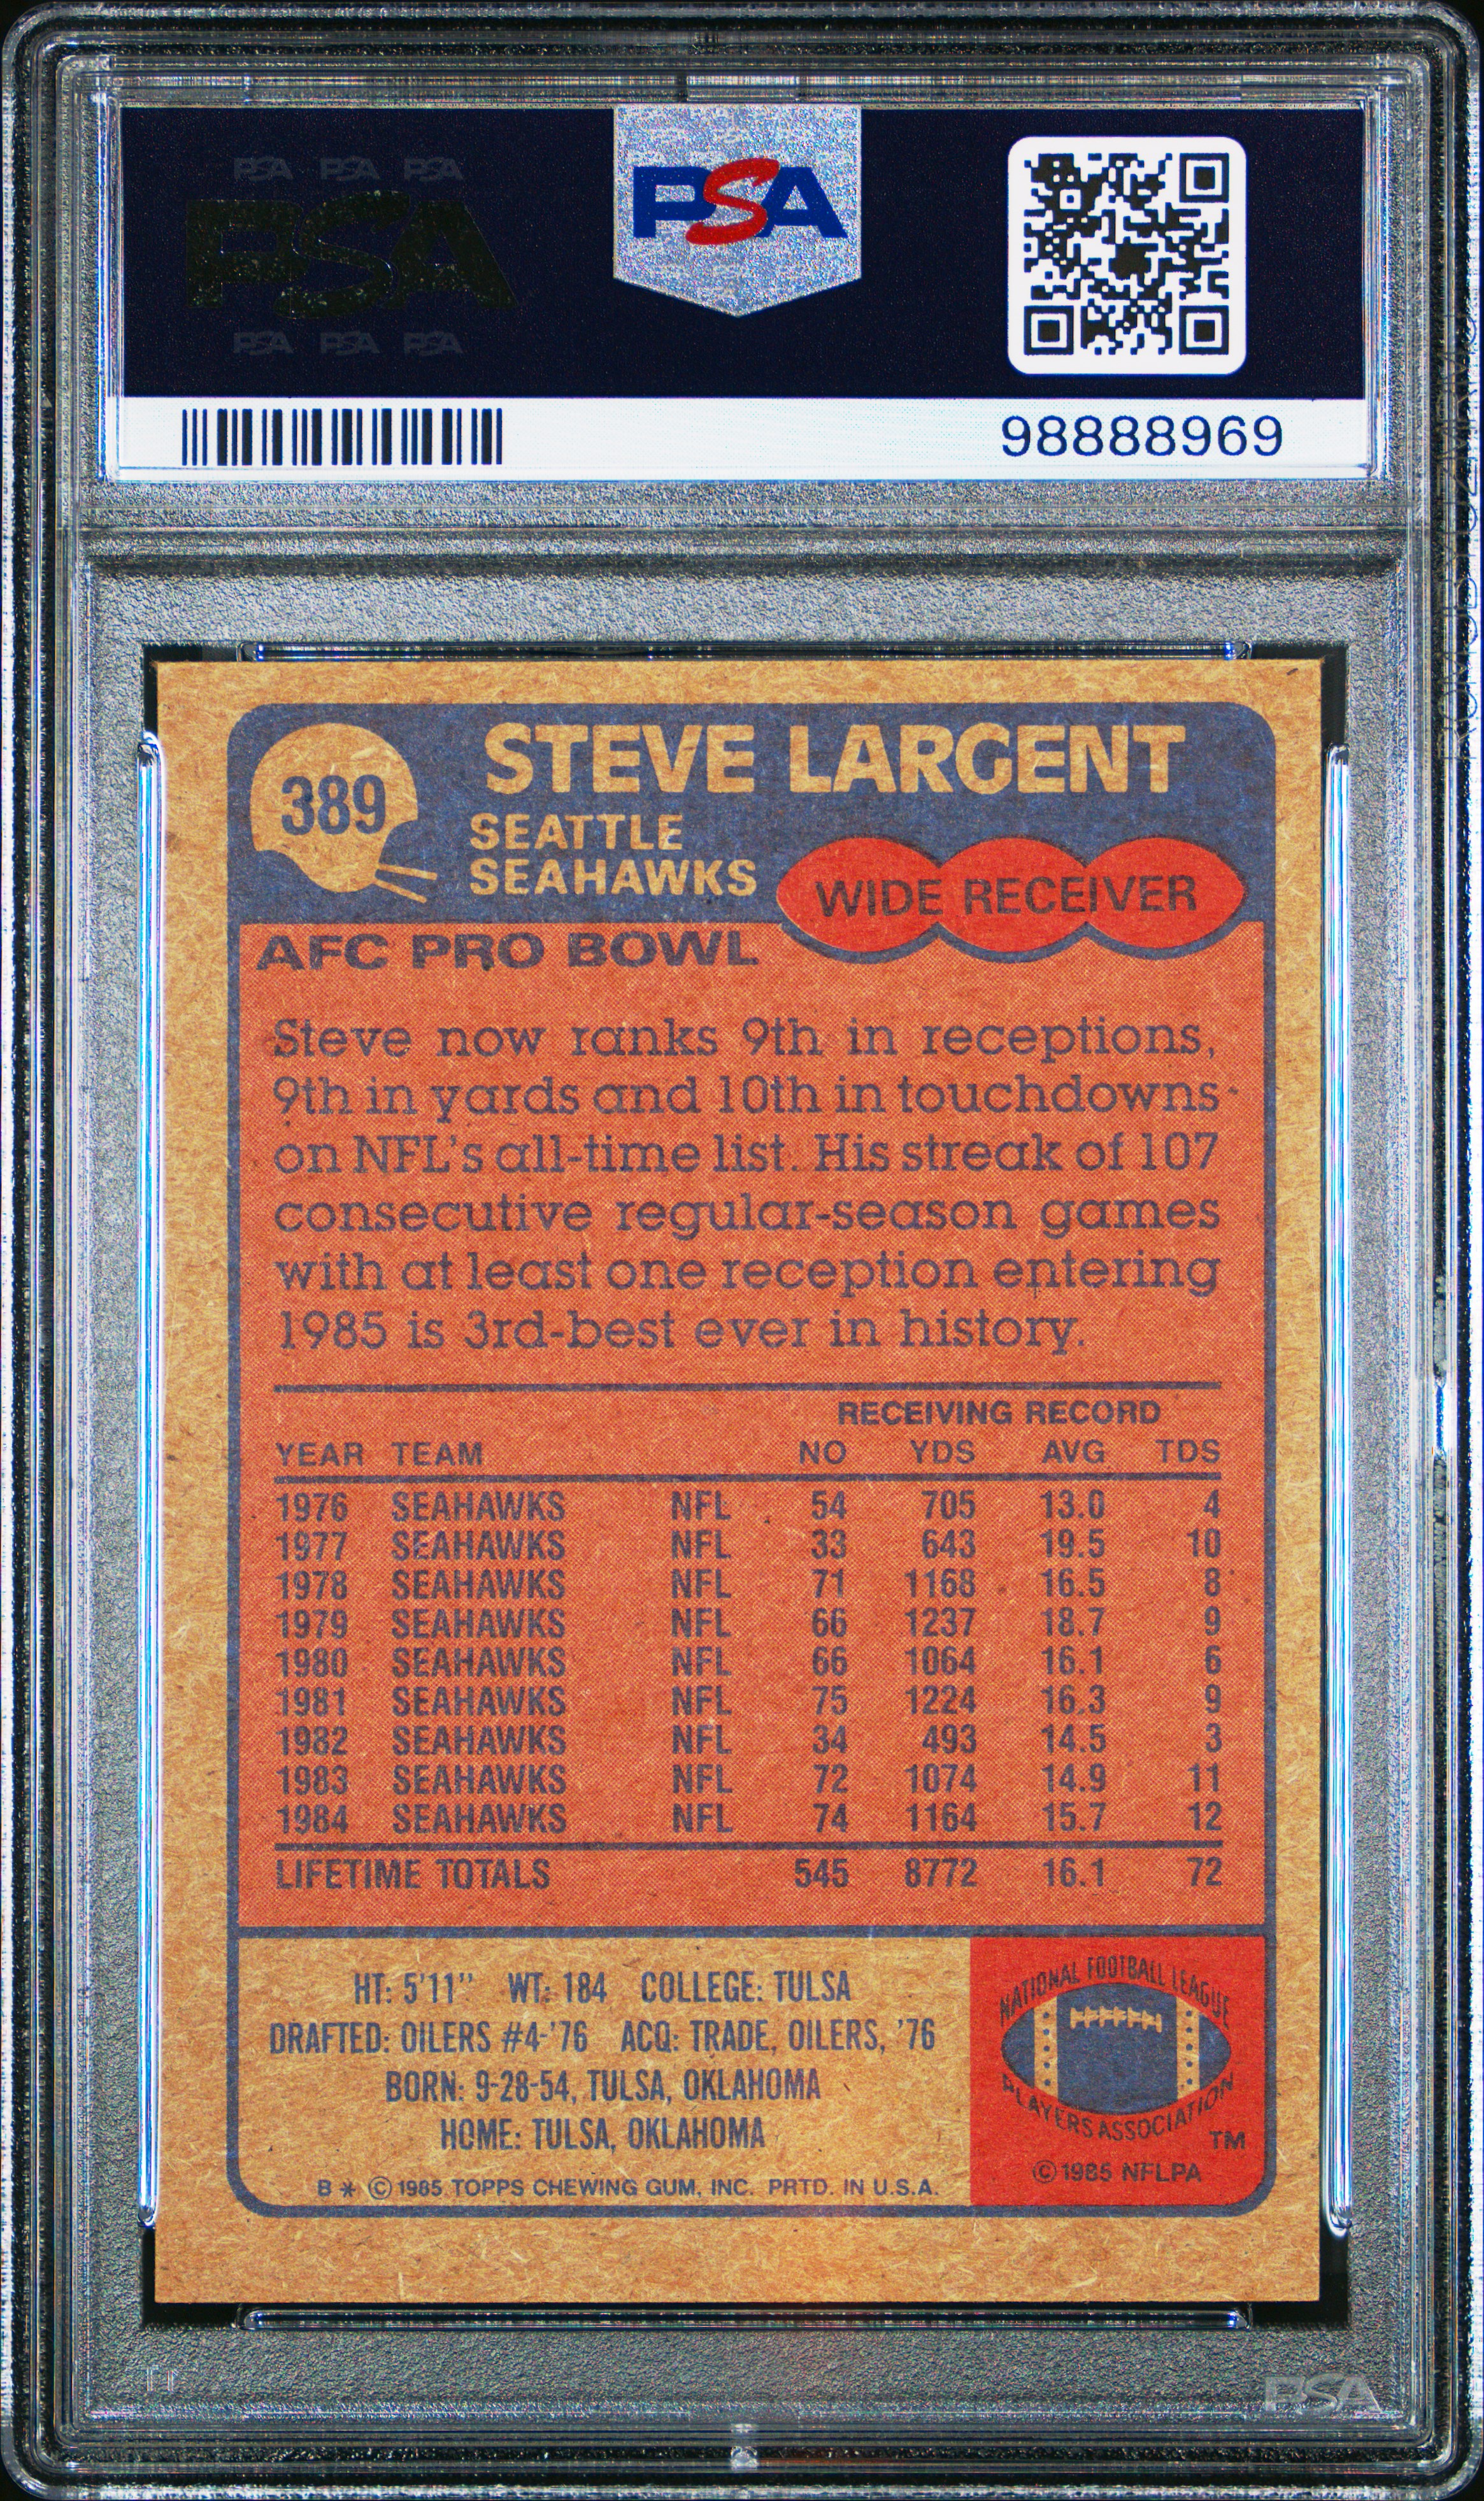 PSA PSA PSA
PSA
PSA PSA PSA
PSA
98888969
389
STEVE LARGENT
SEATTLE
SEAHAWKS
WIDE RECEIVER
AFC PRO BOWL
Steve now ranks 9th in receptions,
9th in yards and 10th in touchdowns
on NFL's all-time list. His streak of 107
consecutive regular-season games
with at least one reception entering
1985 is 3rd-best ever in history.
RECEIVING RECORD
YEAR TEAM NO YDS AVG TDS
1976 SEAHAWKS NFL 54 705 13.0 4
1977 SEAHAWKS NFL 33 643 19.5 10
1978 SEAHAWKS NFL 71 1168 16.5 8
1979 SEAHAWKS NFL 66 1237 18.7 9
1980 SEAHAWKS NFL 66 1064 16.1 6
1981 SEAHAWKS NFL 75 1224 16.3 9
1982 SEAHAWKS NFL 34 493 14.5 3
1983 SEAHAWKS NFL 72 1074 14.9 11
1984 SEAHAWKS NFL 74 1164 15.7 12
LIFETIME TOTALS 545 8772 16.1 72
HT: 5'11" WT: 184 COLLEGE: TULSA
DRAFTED: OILERS #4-'76 ACQ: TRADE, OILERS, '76
BORN: 9-28-54, TULSA, OKLAHOMA
HOME: TULSA, OKLAHOMA
B * © 1985 TOPPS CHEWING GUM, INC. PRTD. IN U.S.A.
NATIONAL FOOTBALL LEAGUE
PLAYERS ASSOCIATION
TM
© 1985 NFLPA
PSA